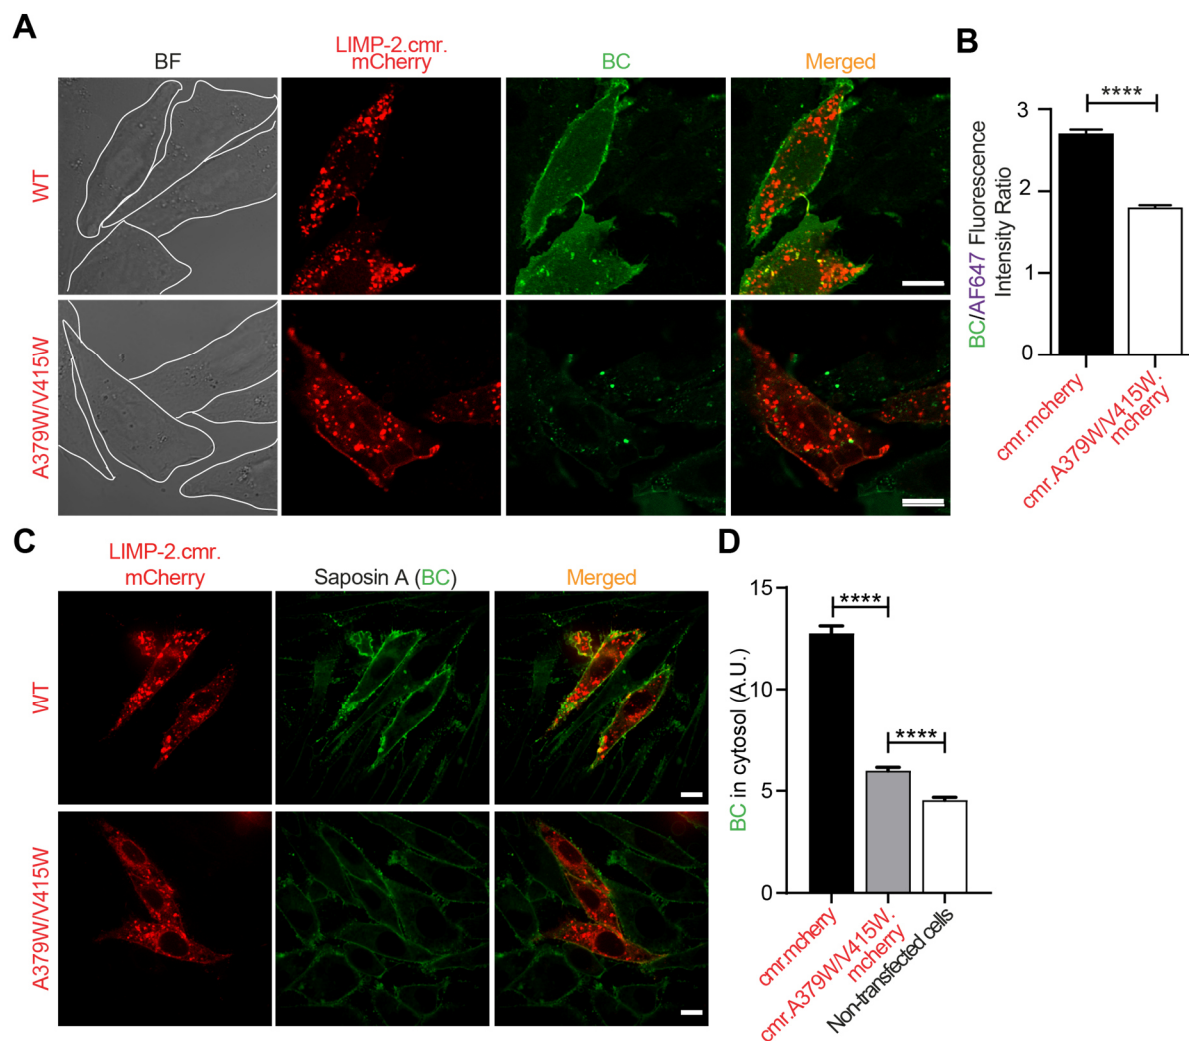 A
BF
LIMP-2.cmr.
mCherry
BC
Merged
WT
A379W/V415W
B
****
3
2
1
0
BC/AF647 Fluorescence
Intensity Ratio
cmr.mcherry
cmr.A379W/V415W.
mcherry
C
LIMP-2.cmr.
mCherry
Saposin A (BC)
Merged
WT
A379W/V415W
D
15
10
5
0
****
****
BC in cytosol (A.U.)
cmr.mcherry
cmr.A379W/V415W.
mcherry
Non-transfected cells